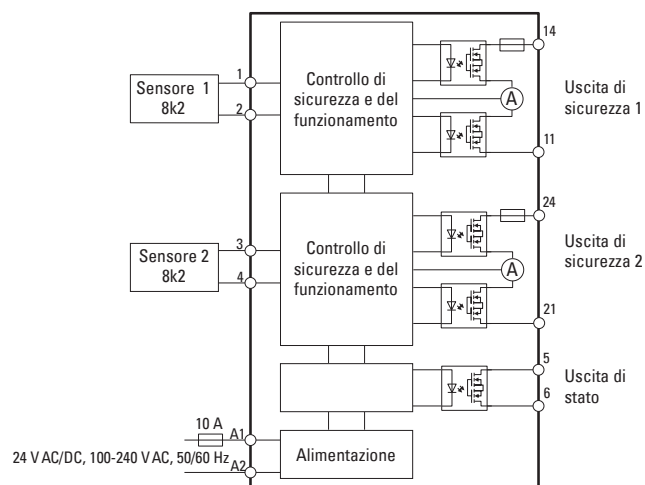 14
1
Sensore 1
8k2
2
Controllo di
sicurezza e del
funzionamento
A
Uscita di
sicurezza 1
11
24
3
Sensore 2
8k2
4
Controllo di
sicurezza e del
funzionamento
A
Uscita di
sicurezza 2
21
5
Uscita di
stato
6
10 A
A1
24 V AC/DC, 100-240 V AC, 50/60 Hz
A2
Alimentazione